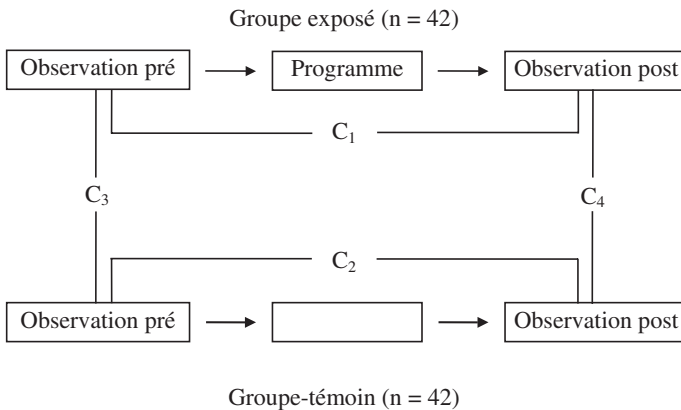 Groupe exposé (n = 42)
Observation pré
Programme
Observation post
C1
C3
C4
C2
Observation pré
Observation post
Groupe-témoin (n = 42)